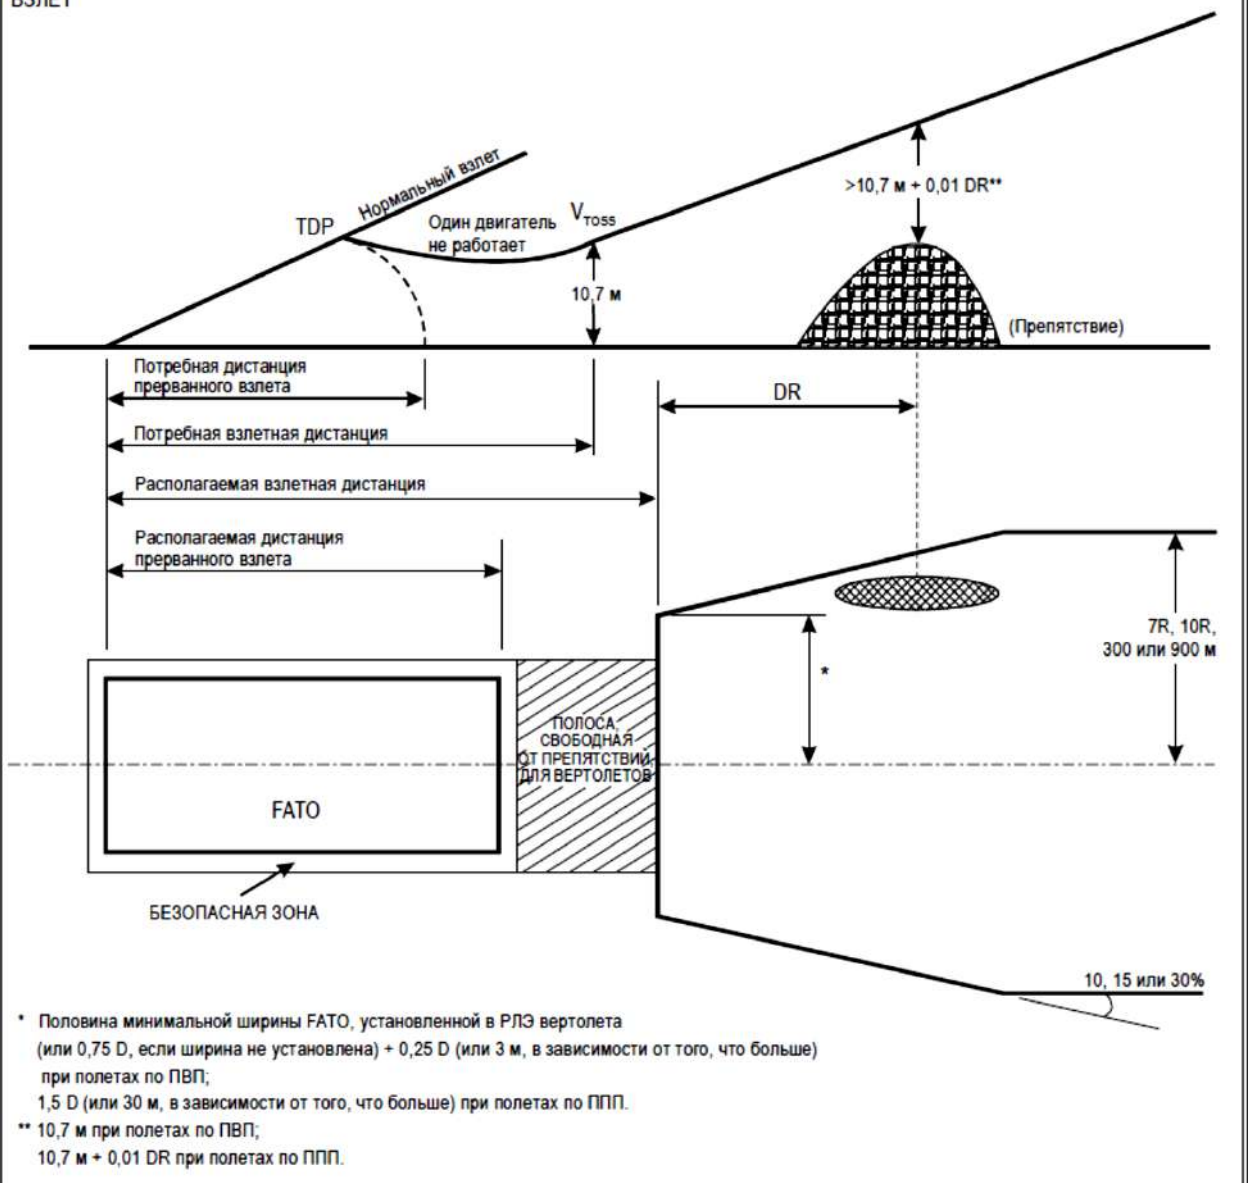 ВЗЛЕТ
Нормальный взлет
TDP
Один двигатель
не работает
VTOSS
>10,7 м + 0,01 DR**
10,7 м
(Препятствие)
Потребная дистанция
прерванного взлета
DR
Потребная взлетная дистанция
Располагаемая взлетная дистанция
Располагаемая дистанция
прерванного взлета
7R, 10R,
300 или 900 м
*
ПОЛОСА,
СВОБОДНАЯ
ОТ ПРЕПЯТСТВИЙ,
ДЛЯ ВЕРТОЛЕТОВ
FATO
БЕЗОПАСНАЯ ЗОНА
10, 15 или 30%
* Половина минимальной ширины FATO, установленной в РЛЭ вертолета
(или 0,75 D, если ширина не установлена) + 0,25 D (или 3 м, в зависимости от того, что больше)
при полетах по ПВП;
1,5 D (или 30 м, в зависимости от того, что больше) при полетах по ППП.
** 10,7 м при полетах по ПВП;
10,7 м + 0,01 DR при полетах по ППП.